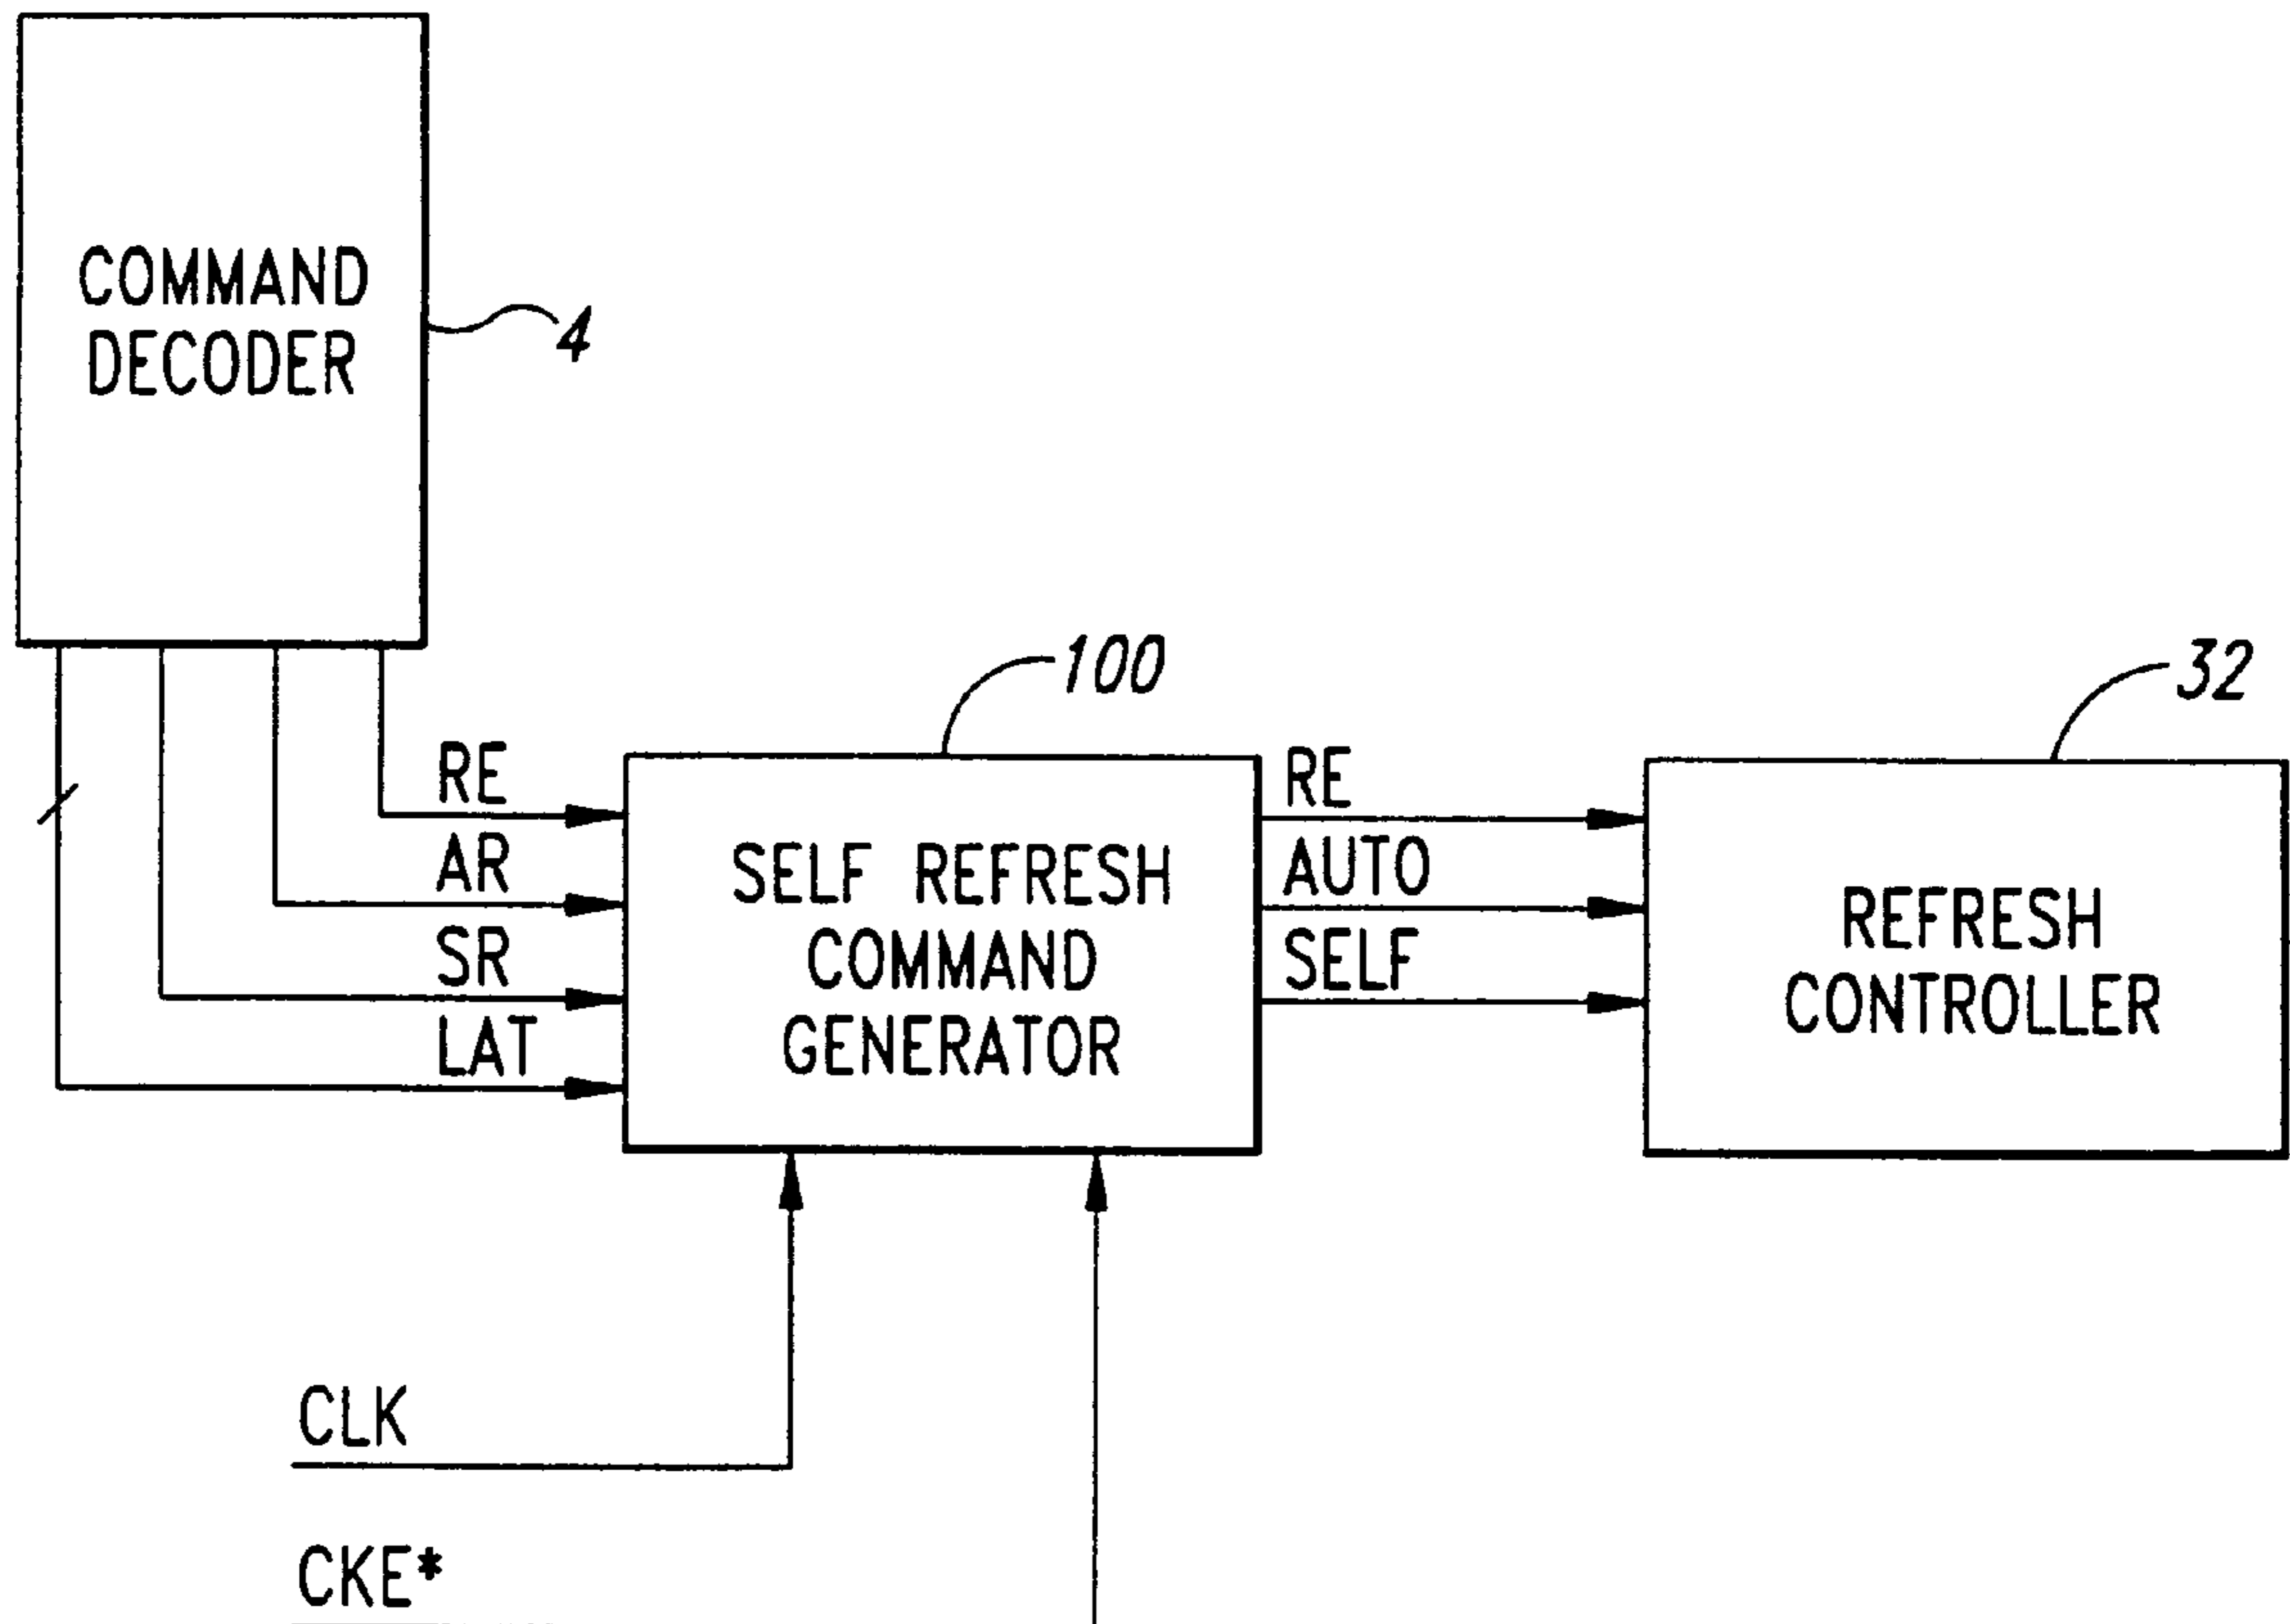 COMMAND
DECODER
4
100
32
RE
AR
SR
LAT
SELF REFRESH
COMMAND
GENERATOR
RE
AUTO
SELF
REFRESH
CONTROLLER
CLK
CKE*